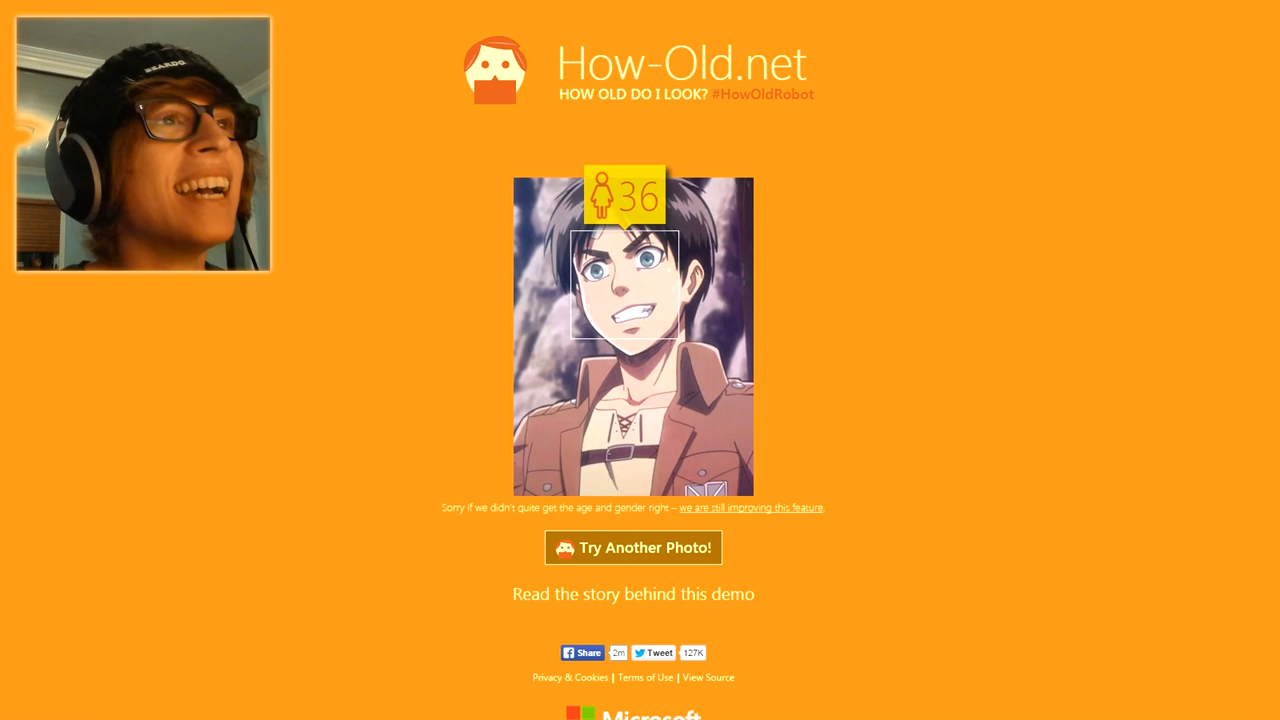 BEARDO
How-Old.net
HOW OLD DO I LOOK? #HowOldRobot
36
Sorry if we didn't quite get the age and gender right – we are still improving this feature.
Try Another Photo!
Read the story behind this demo
Share 2m Tweet 127K
Privacy & Cookies | Terms of Use | View Source
Microsoft